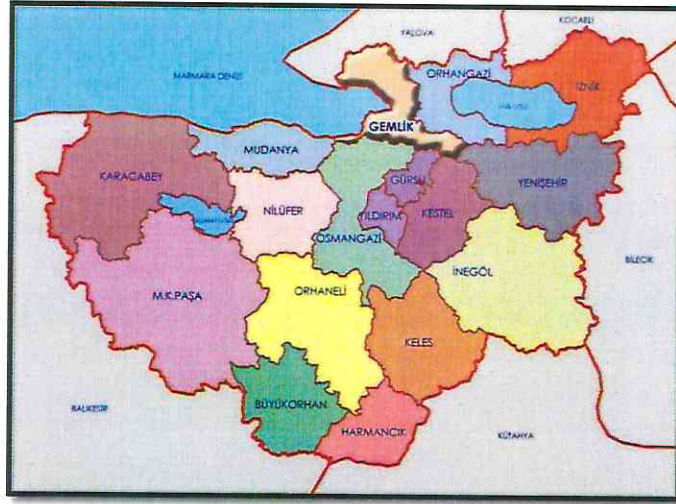 KOCAELİ
YALOVA
MARMARA DENİZİ
ORHANGAZİ
İZNİK
GEMLİK
MUDANYA
KARACABEY
GÜRSU
YENİŞEHİR
NİLÜFER
YILDIRIM
KESTEL
OSMANGAZİ
BİLECİK
İNEGÖL
M.K.PAŞA
ORHANELİ
KELES
BALIKESİR
BÜYÜKORHAN
HARMANCIK
KÜTAHYA